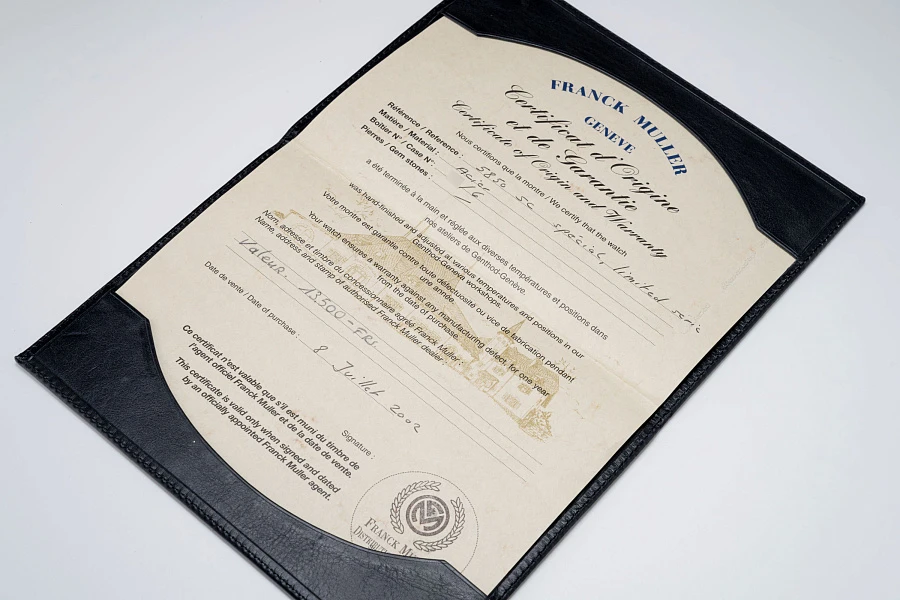 FRANCK MULLER
GENEVE
Certificat d'Origine
et de Garantie
Certificate of Origin and Warranty
Nous certifions que la montre / We certify that the watch
Référence / Reference : 5850 SC special, limited serie
Matière / Material : Acier
Boîtier N° / Case N°. 16
Pierres / Gem stones :
a été terminée à la main et réglée aux diverses températures et positions dans
nos ateliers de Genthod-Genève.
was hand-finished and adjusted at various temperatures and positions in our
Genthod-Geneva workshops.
Votre montre est garantie contre toute défectuosité ou vice de fabrication pendant
une année.
Your watch ensures a warranty against any manufacturing defect, for one year
from the date of purchase.
Nom, adresse et timbre du concessionnaire agréé Franck Muller :
Name, address and stamp of authorised Franck Muller dealer :
Valeur 13500 - FRS
Date de vente / Date of purchase : 8 Juillet 2002
Signature :
Ce certificat n'est valable que s'il est muni du timbre de
l'agent officiel Franck Muller et de la date de vente.
This certificate is valid only when signed and dated
by an officially appointed Franck Muller agent.
FRANCK